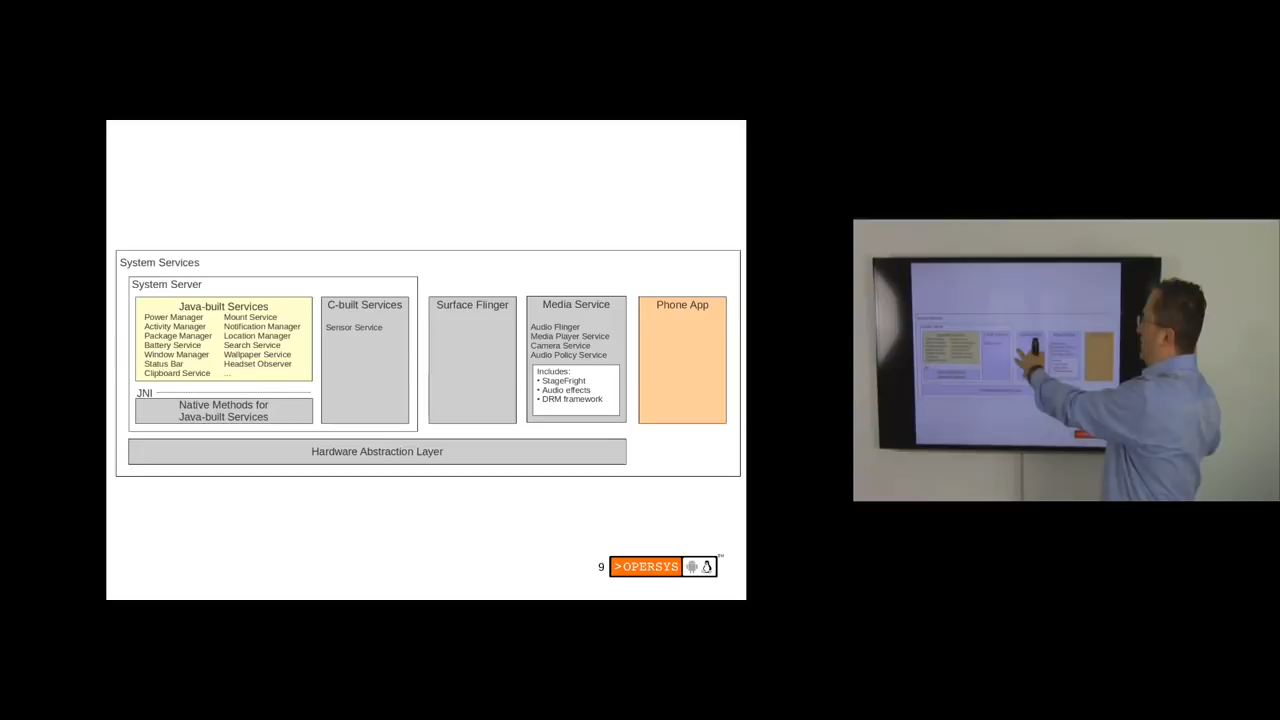 System Services
System Server
Java-built Services
Power Manager
Activity Manager
Package Manager
Battery Service
Window Manager
Status Bar
Clipboard Service
Mount Service
Notification Manager
Location Manager
Search Service
Wallpaper Service
Headset Observer
...
JNI
Native Methods for
Java-built Services
C-built Services
Sensor Service
Surface Flinger
Media Service
Audio Flinger
Media Player Service
Camera Service
Audio Policy Service
Includes:
• StageFright
• Audio effects
• DRM framework
Phone App
Hardware Abstraction Layer
9
>OPERSYS
TM